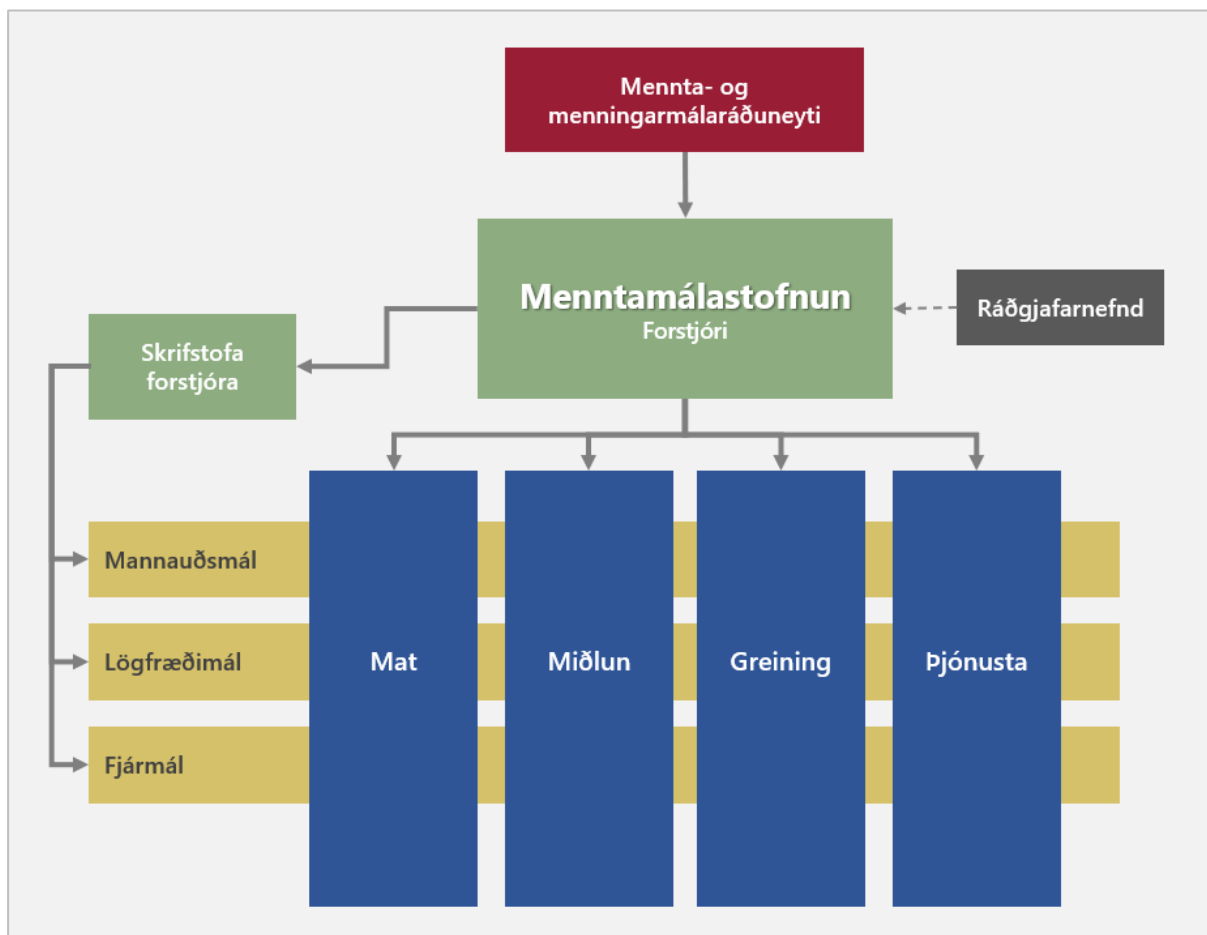 Mennta- og
menningarmálaráðuneyti
Menntamálastofnun
Forstjóri
Ráðgjafarnefnd
Skrifstofa
forstjóra
Mannauðsmál
Lögfræðimál
Fjármál
Mat
Miðlun
Greining
Þjónusta